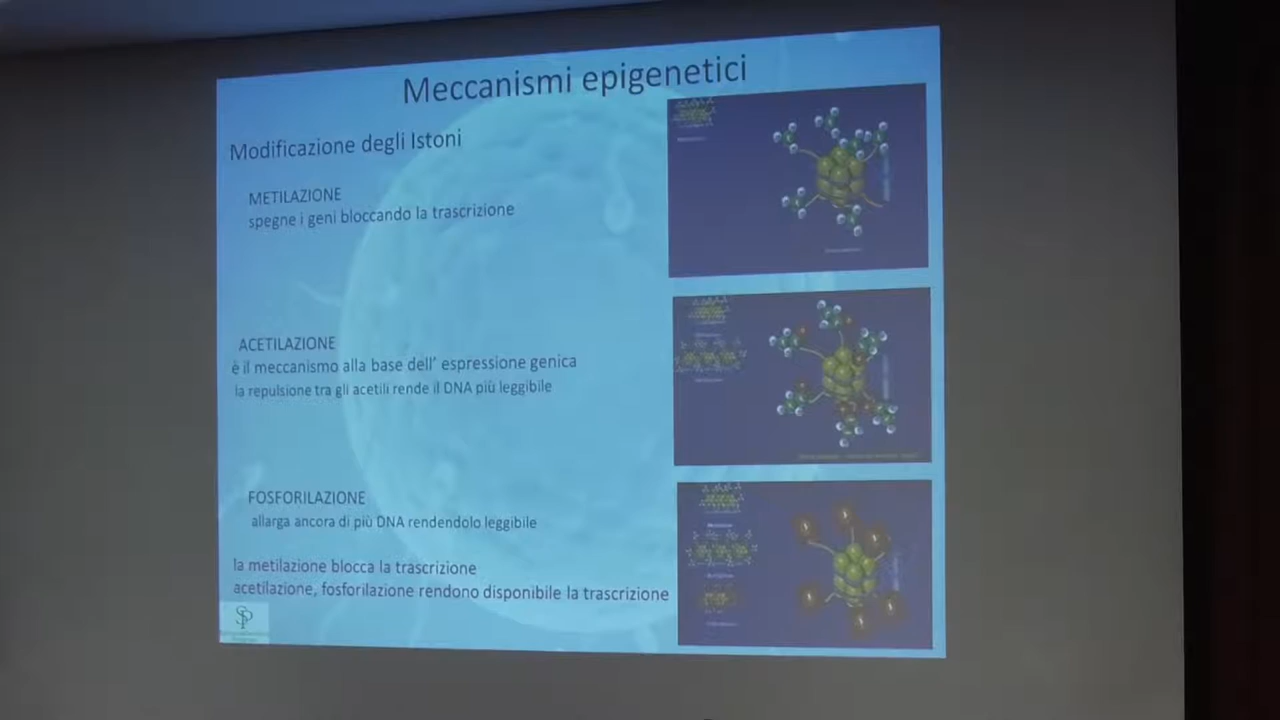 Meccanismi epigenetici
Modificazione degli Istoni
METILAZIONE
spegne i geni bloccando la trascrizione
ACETILAZIONE
è il meccanismo alla base dell' espressione genica
la repulsione tra gli acetili rende il DNA più leggibile
FOSFORILAZIONE
allarga ancora di più DNA rendendolo leggibile
la metilazione blocca la trascrizione
acetilazione, fosforilazione rendono disponibile la trascrizione
SP